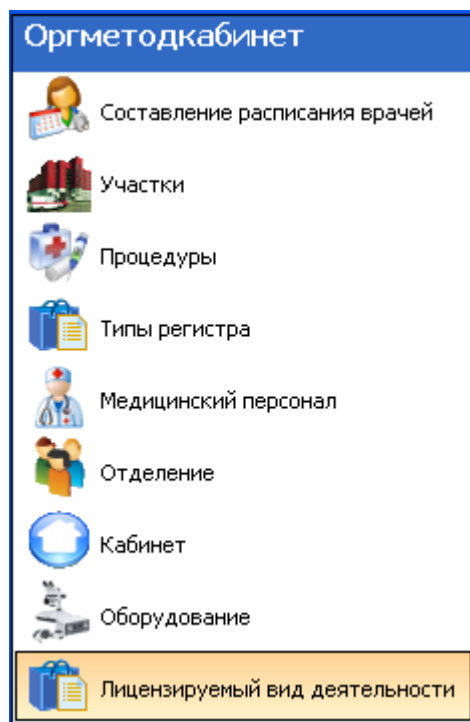 Оргметодкабинет
Составление расписания врачей
Участки
Процедуры
Типы регистра
Медицинский персонал
Отделение
Кабинет
Оборудование
Лицензируемый вид деятельности